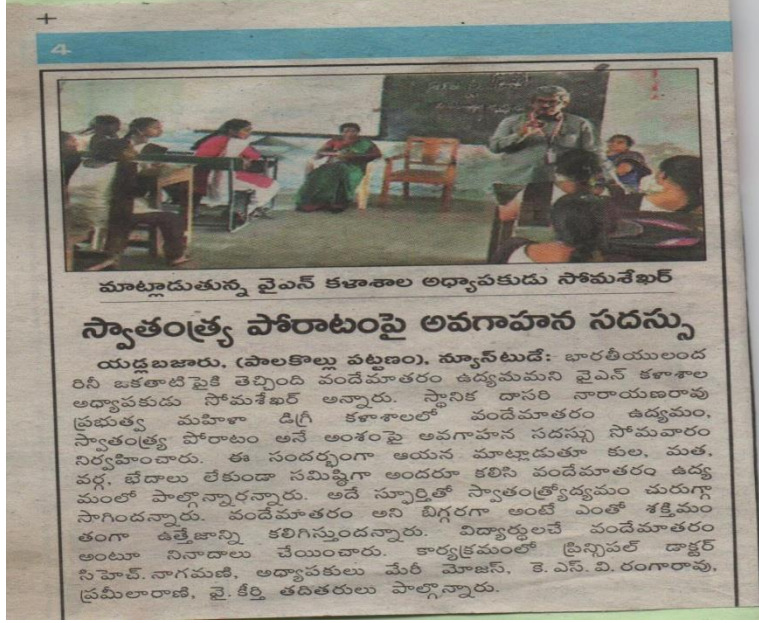 4
మాట్లాడుతున్న వైఎన్ కళాశాల అధ్యాపకుడు సోమశేఖర్
స్వాతంత్ర్య పోరాటంపై అవగాహన సదస్సు
యడ్లబజారు, (పాలకొల్లు పట్టణం), న్యూస్‌టుడే: భారతీయులంద
రినీ ఒకతాటిపైకి తెచ్చింది వందేమాతరం ఉద్యమమని వైఎన్ కళాశాల
అధ్యాపకుడు సోమశేఖర్ అన్నారు. స్థానిక దాసరి నారాయణరావు
ప్రభుత్వ మహిళా డిగ్రీ కళాశాలలో వందేమాతరం ఉద్యమం,
స్వాతంత్ర్య పోరాటం అనే అంశంపై అవగాహన సదస్సు సోమవారం
నిర్వహించారు. ఈ సందర్భంగా ఆయన మాట్లాడుతూ కుల, మత,
వర్గ, బేదాలు లేకుండా సమిష్ఠిగా అందరూ కలిసి వందేమాతరం ఉద్య
మంలో పాల్గొన్నారన్నారు. అదే స్ఫూర్తితో స్వాతంత్ర్యోద్యమం చురుగ్గా
సాగిందన్నారు. వందేమాతరం అని బిగ్గరగా అంటే ఎంతో శక్తిమం
తంగా ఉత్తేజాన్ని కలిగిస్తుందన్నారు. విద్యార్థులచే వందేమాతరం
అంటూ నినాదాలు చేయించారు. కార్యక్రమంలో ప్రిన్సిపల్ డాక్టర్
సిహెచ్. నాగమణి, అధ్యాపకులు మేరీ మోజస్, కె.ఎస్.వి.రంగారావు,
ప్రమీలారాణి, వై.కీర్తి తదితరులు పాల్గొన్నారు.